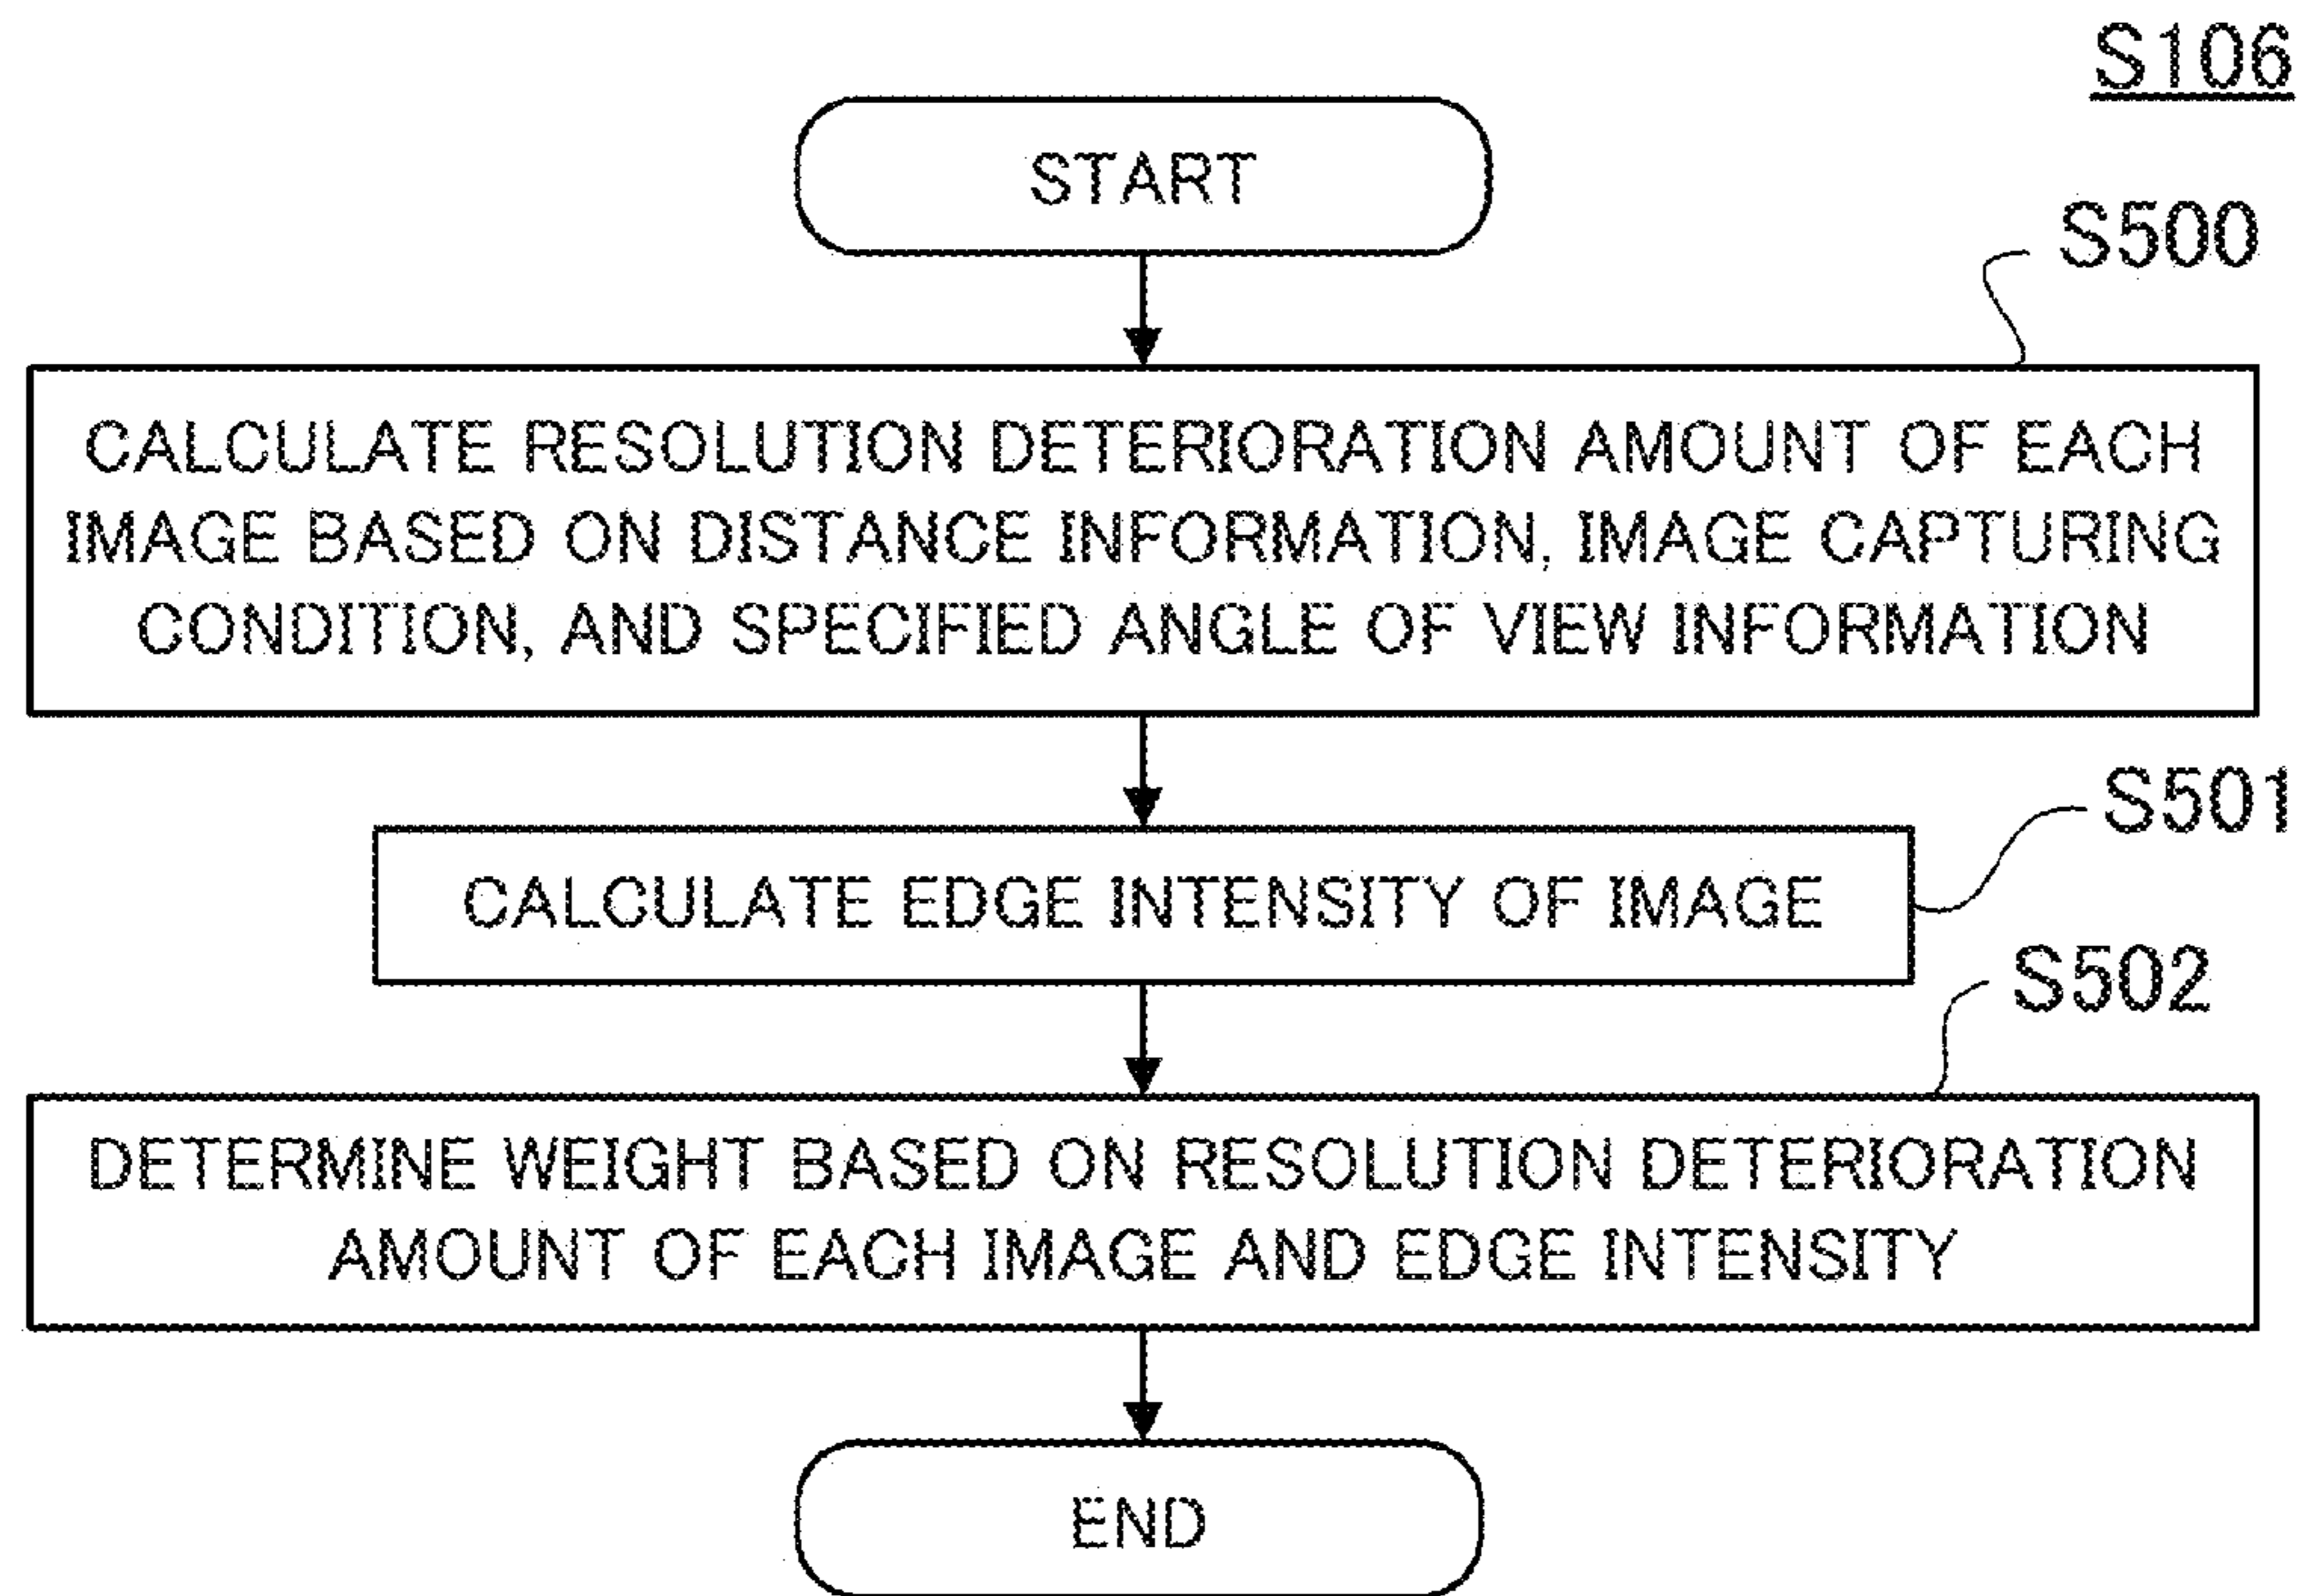 S106
START
S500
CALCULATE RESOLUTION DETERIORATION AMOUNT OF EACH
IMAGE BASED ON DISTANCE INFORMATION, IMAGE CAPTURING
CONDITION, AND SPECIFIED ANGLE OF VIEW INFORMATION
S501
CALCULATE EDGE INTENSITY OF IMAGE
S502
DETERMINE WEIGHT BASED ON RESOLUTION DETERIORATION
AMOUNT OF EACH IMAGE AND EDGE INTENSITY
END